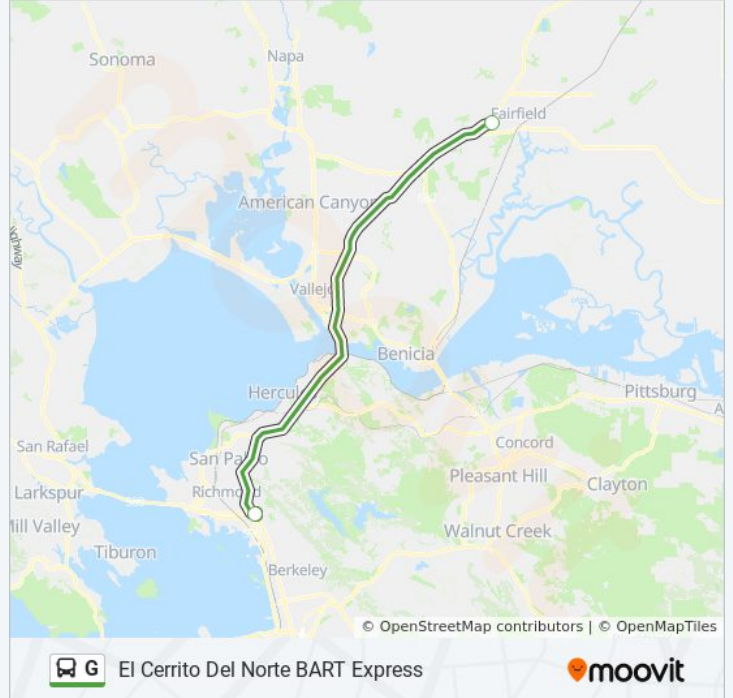 Sonoma
Napa
Fairfield
American Canyon
Vallejo
Benicia
Hercul
Pittsburg
A
San Rafael
San Pablo
Concord
Larkspur
Richmond
Pleasant Hill
Clayton
Mill Valley
Tiburon
Walnut Creek
Berkeley
© OpenStreetMap contributors | © OpenMapTiles
G El Cerrito Del Norte BART Express
moovit